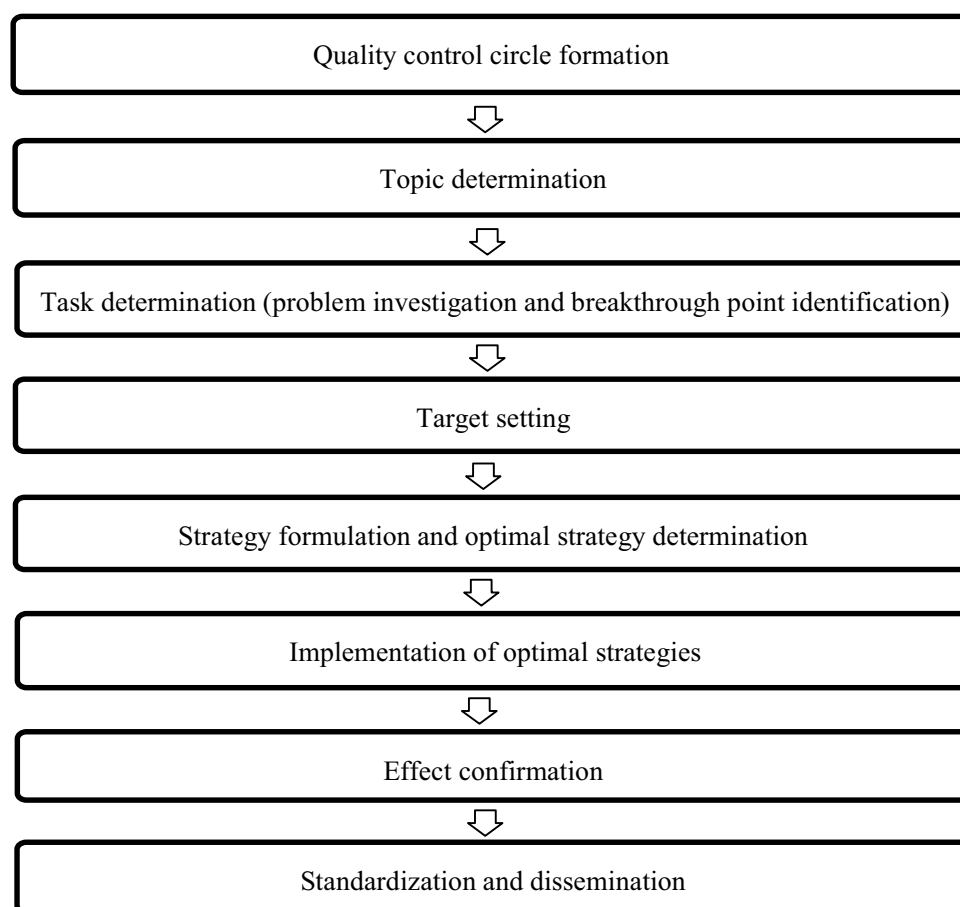 Quality control circle formation
Topic determination
Task determination (problem investigation and breakthrough point identification)
Target setting
Strategy formulation and optimal strategy determination
Implementation of optimal strategies
Effect confirmation
Standardization and dissemination